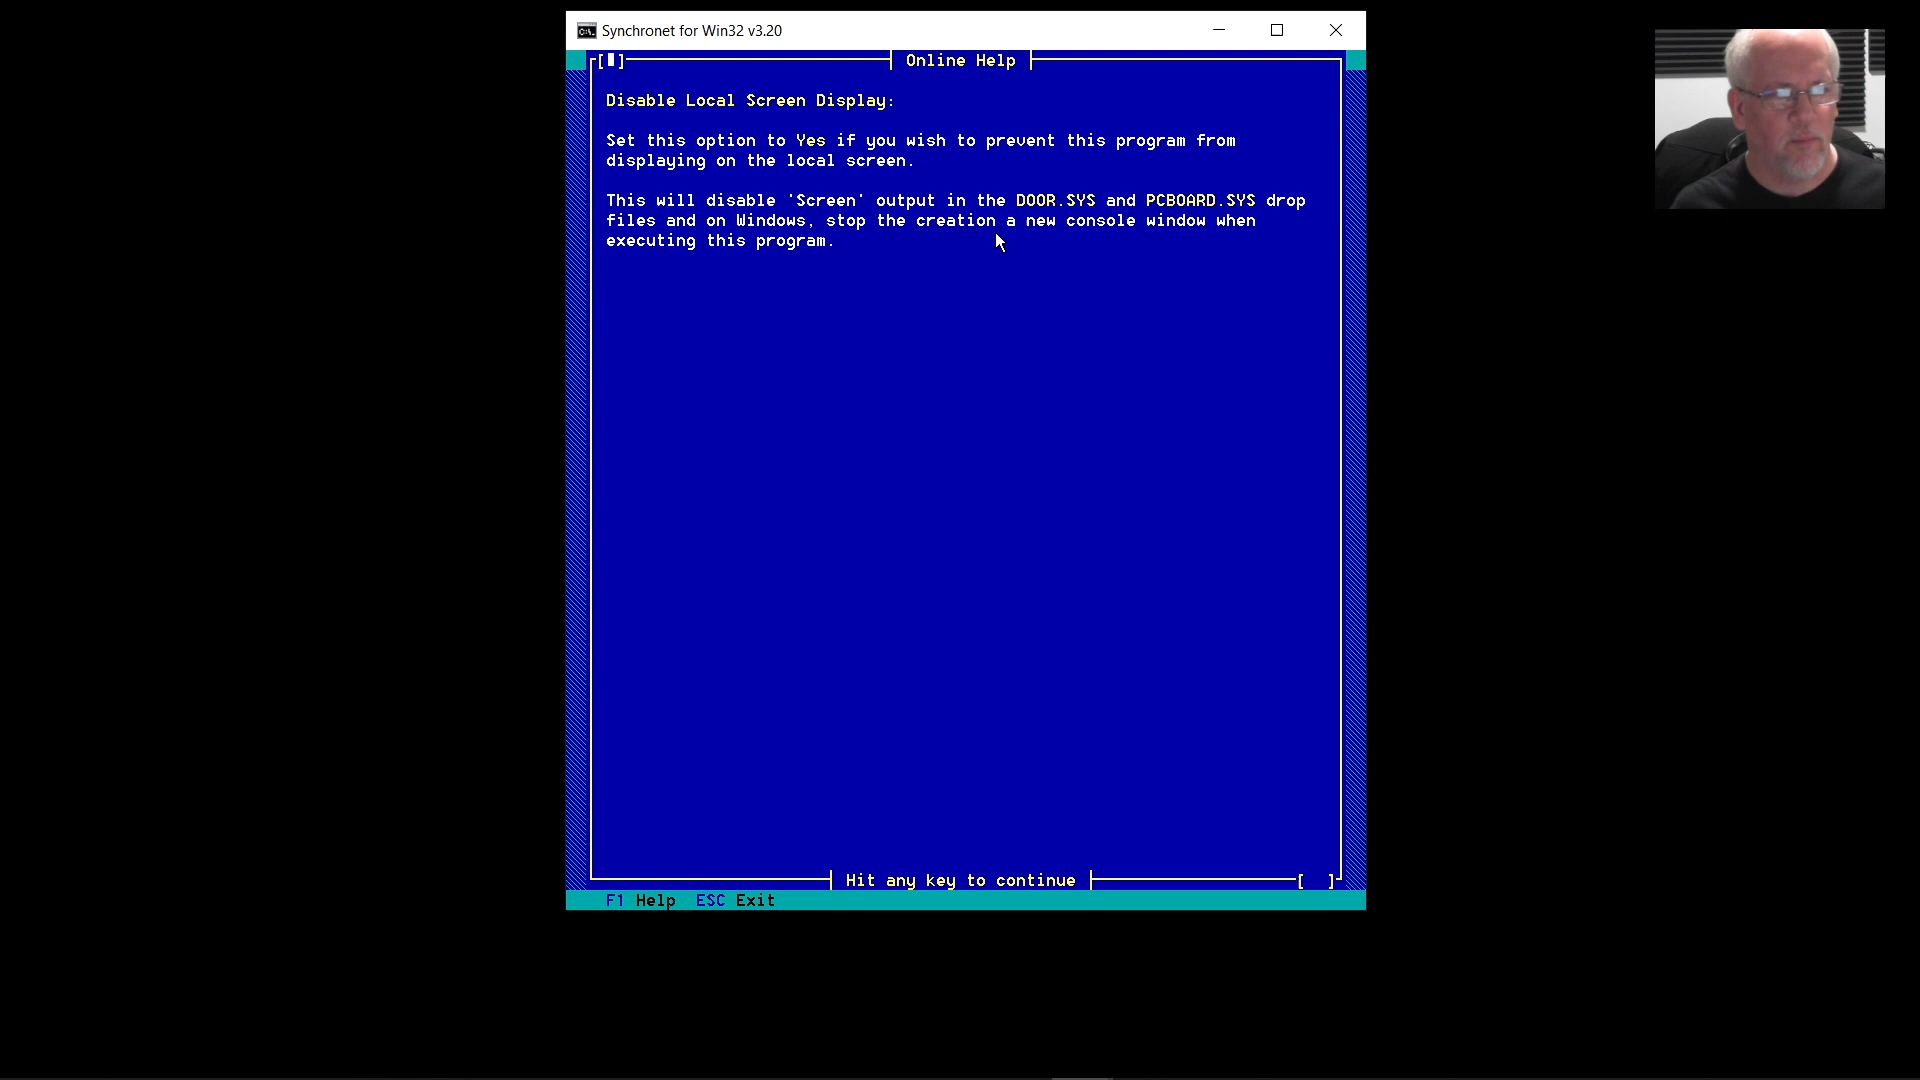 Synchronet for Win32 v3.20
Online Help
Disable Local Screen Display:
Set this option to Yes if you wish to prevent this program from
displaying on the local screen.
This will disable 'Screen' output in the DOOR.SYS and PCBOARD.SYS drop
files and on Windows, stop the creation a new console window when
executing this program.
Hit any key to continue
F1 Help ESC Exit